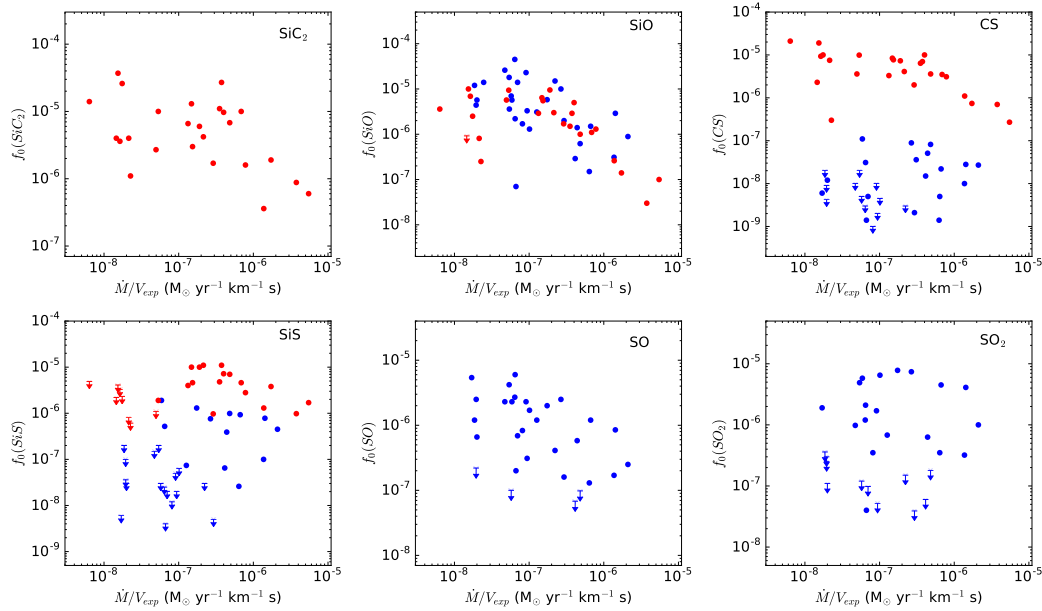 SiC₂
10⁻⁴
10⁻⁵
10⁻⁶
10⁻⁷
f₀(SiC₂)
10⁻⁸ 10⁻⁷ 10⁻⁶ 10⁻⁵
Ṁ/V_exp (M⊙ yr⁻¹ km⁻¹ s)
SiO
10⁻⁴
10⁻⁵
10⁻⁶
10⁻⁷
10⁻⁸
f₀(SiO)
10⁻⁸ 10⁻⁷ 10⁻⁶ 10⁻⁵
Ṁ/V_exp (M⊙ yr⁻¹ km⁻¹ s)
CS
10⁻⁴
10⁻⁵
10⁻⁶
10⁻⁷
10⁻⁸
10⁻⁹
f₀(CS)
10⁻⁸ 10⁻⁷ 10⁻⁶ 10⁻⁵
Ṁ/V_exp (M⊙ yr⁻¹ km⁻¹ s)
SiS
10⁻⁴
10⁻⁵
10⁻⁶
10⁻⁷
10⁻⁸
10⁻⁹
f₀(SiS)
10⁻⁸ 10⁻⁷ 10⁻⁶ 10⁻⁵
Ṁ/V_exp (M⊙ yr⁻¹ km⁻¹ s)
SO
10⁻⁵
10⁻⁶
10⁻⁷
10⁻⁸
f₀(SO)
10⁻⁸ 10⁻⁷ 10⁻⁶ 10⁻⁵
Ṁ/V_exp (M⊙ yr⁻¹ km⁻¹ s)
SO₂
10⁻⁵
10⁻⁶
10⁻⁷
10⁻⁸
f₀(SO₂)
10⁻⁸ 10⁻⁷ 10⁻⁶ 10⁻⁵
Ṁ/V_exp (M⊙ yr⁻¹ km⁻¹ s)